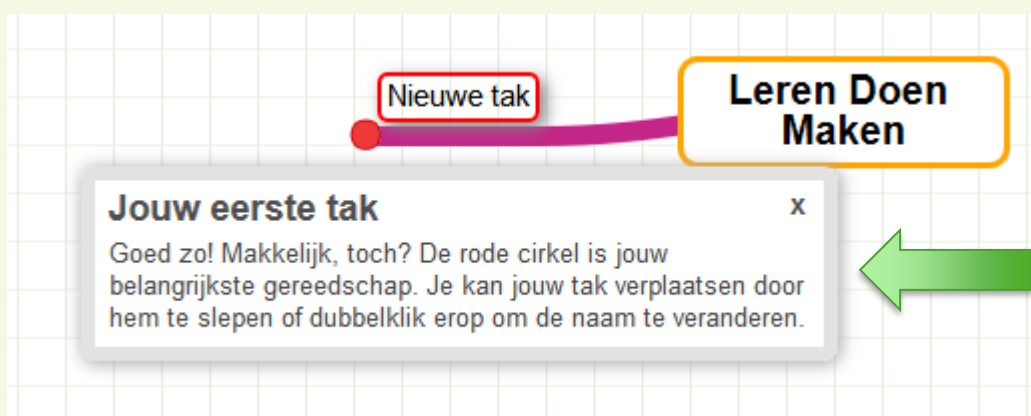 Nieuwe tak
Leren Doen
Maken
Jouw eerste tak
x
Goed zo! Makkelijk, toch? De rode cirkel is jouw
belangrijkste gereedschap. Je kan jouw tak verplaatsen door
hem te slepen of dubbelklik erop om de naam te veranderen.